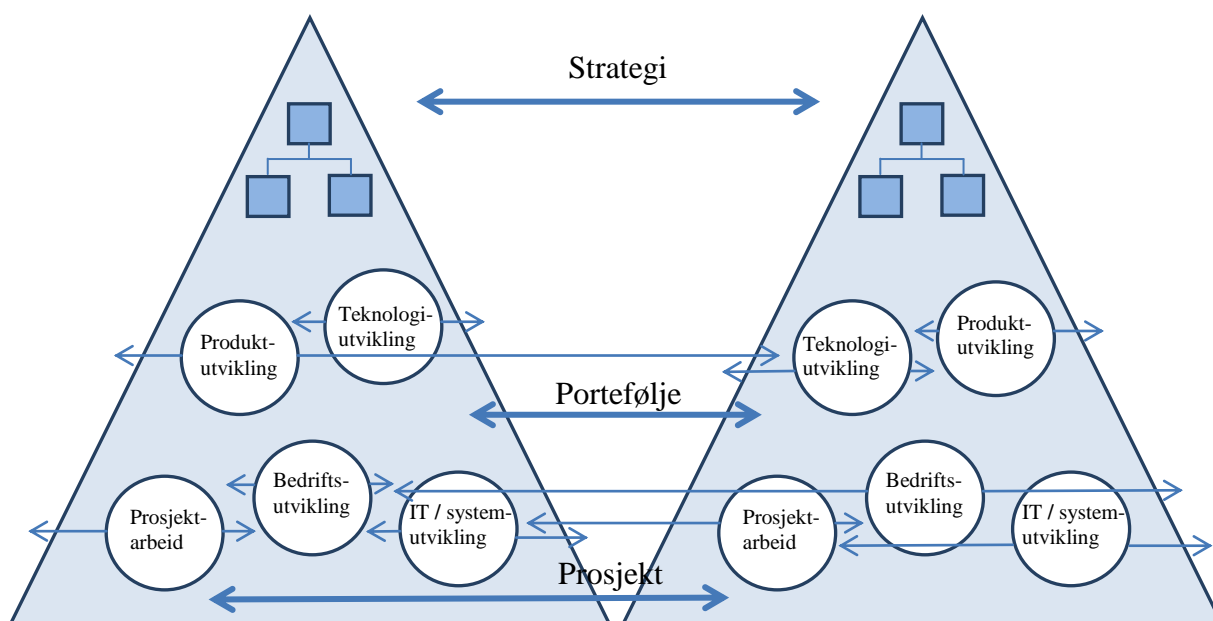 Strategi
Teknologi-
utvikling
Produkt-
utvikling
Produkt-
utvikling
Teknologi-
utvikling
Portefølje
Bedrifts-
utvikling
Prosjekt-
arbeid
IT / system-
utvikling
Bedrifts-
utvikling
Prosjekt-
arbeid
IT / system-
utvikling
Prosjekt